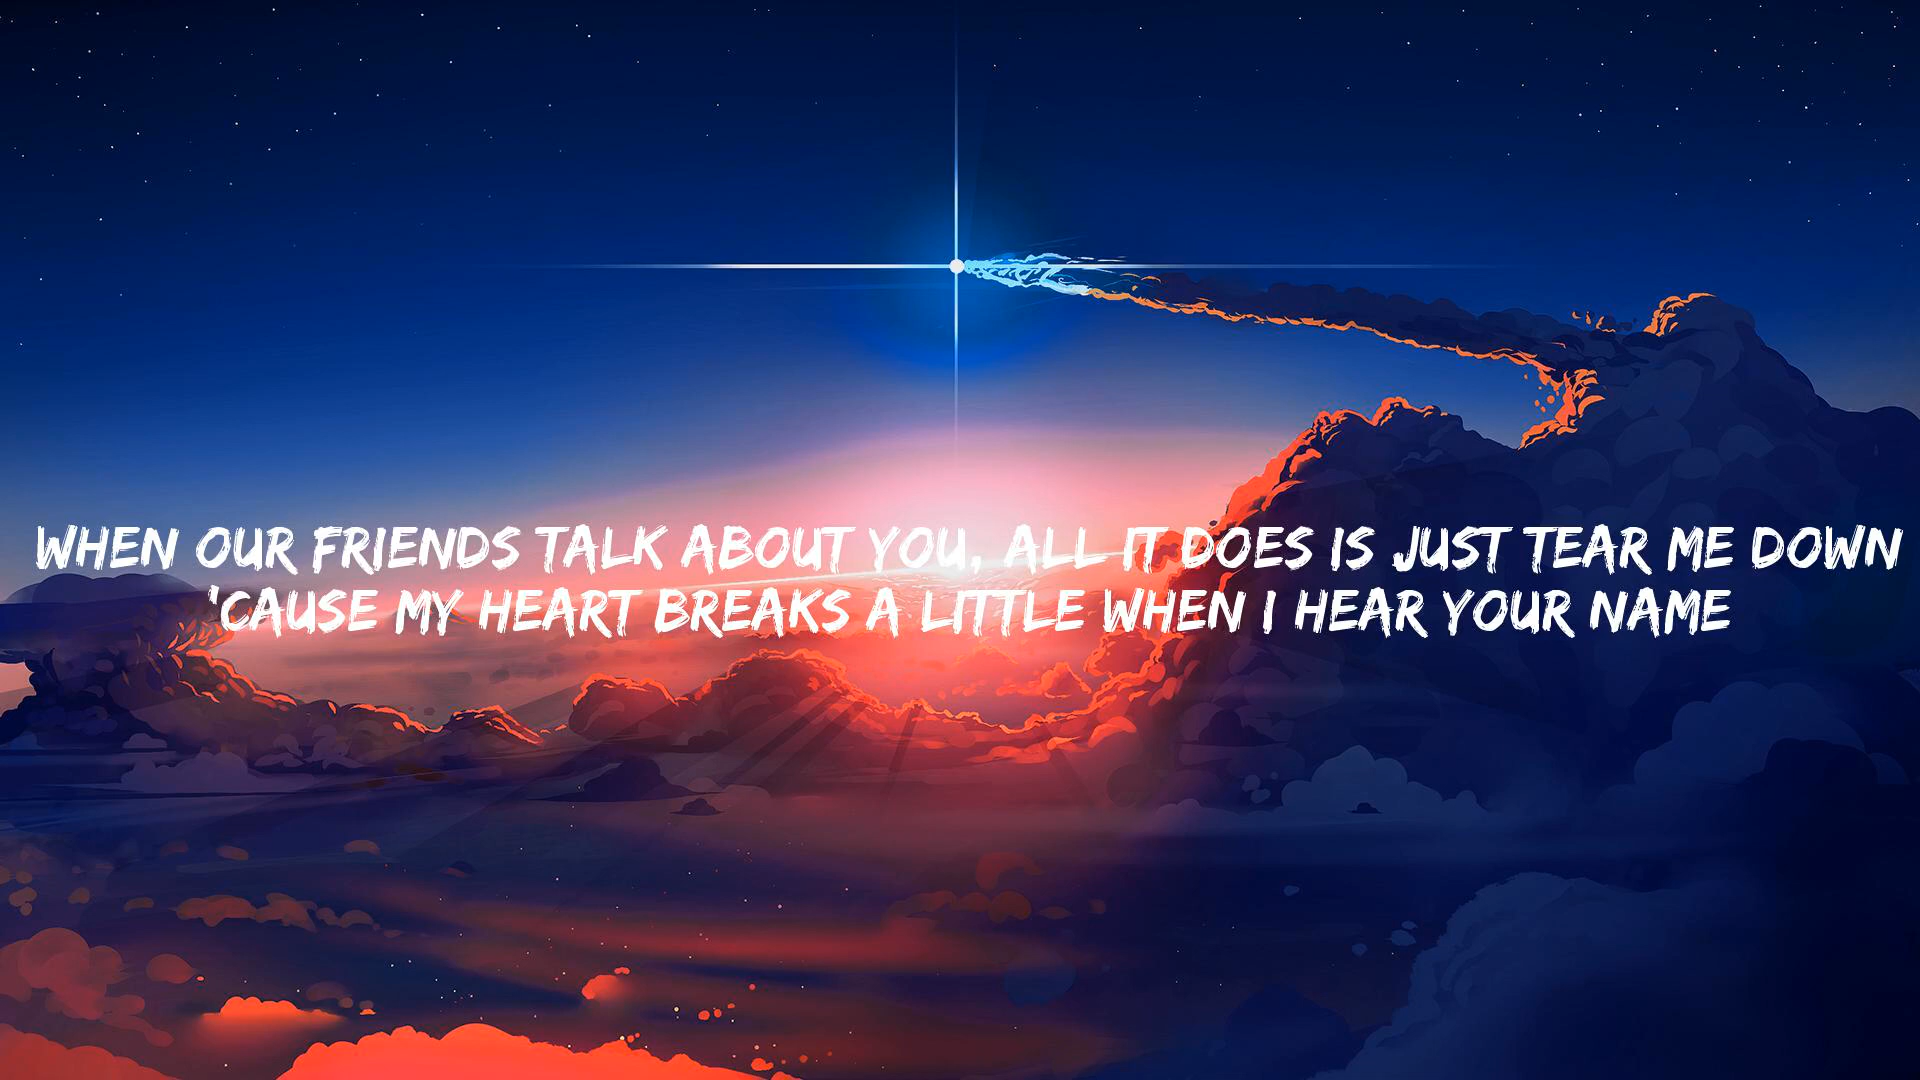 WHEN OUR FRIENDS TALK ABOUT YOU, ALL IT DOES IS JUST TEAR ME DOWN
'CAUSE MY HEART BREAKS A LITTLE WHEN I HEAR YOUR NAME